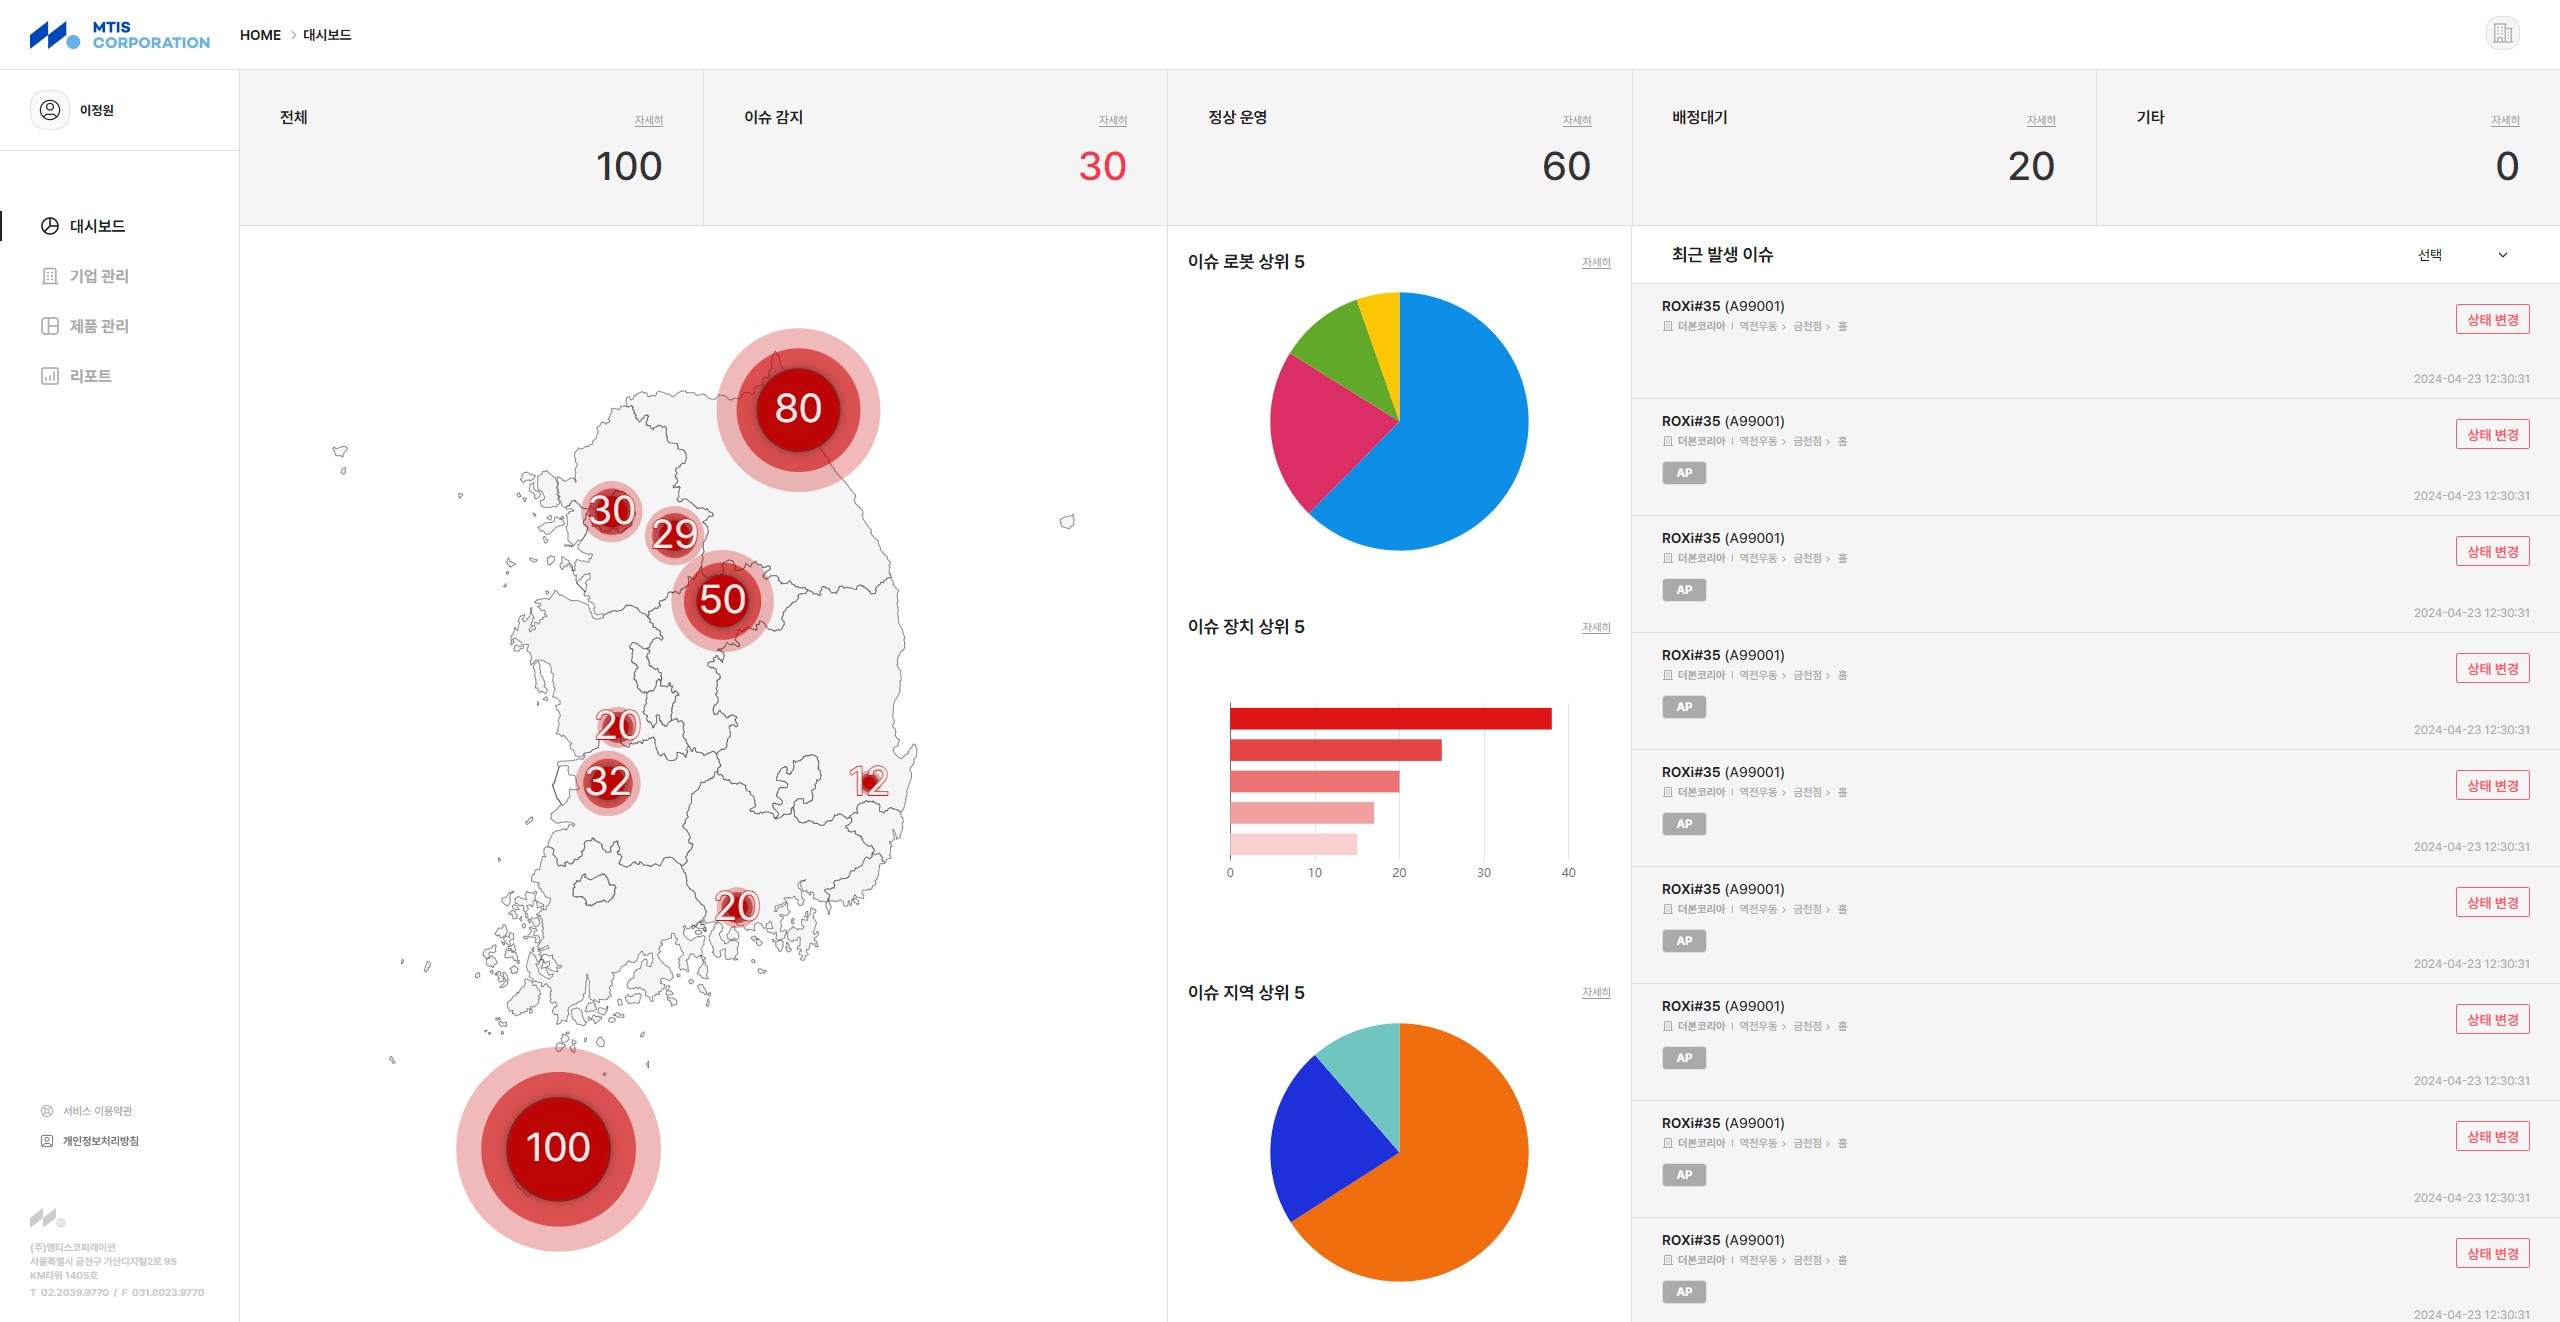 MTIS
CORPORATION
HOME > 대시보드
이정원
대시보드
기업 관리
제품 관리
리포트
서비스 이용약관
개인정보처리방침
(주)엠티스코퍼레이션
서울특별시 금천구 가산디지털2로 95
KM타워 1405호
T 02.2039.9770 / F 031.8023.9770
전체
자세히
100
이슈 감지
자세히
30
정상 운영
자세히
60
배정대기
자세히
20
기타
자세히
0
80
30
29
50
20
32
12
20
100
이슈 로봇 상위 5
자세히
이슈 장치 상위 5
자세히
0 10 20 30 40
이슈 지역 상위 5
자세히
최근 발생 이슈
선택
ROXi#35 (A99001)
상태 변경
더본코리아 | 역전우동 > 금천점 > 홀
2024-04-23 12:30:31
ROXi#35 (A99001)
상태 변경
더본코리아 | 역전우동 > 금천점 > 홀
AP
2024-04-23 12:30:31
ROXi#35 (A99001)
상태 변경
더본코리아 | 역전우동 > 금천점 > 홀
AP
2024-04-23 12:30:31
ROXi#35 (A99001)
상태 변경
더본코리아 | 역전우동 > 금천점 > 홀
AP
2024-04-23 12:30:31
ROXi#35 (A99001)
상태 변경
더본코리아 | 역전우동 > 금천점 > 홀
AP
2024-04-23 12:30:31
ROXi#35 (A99001)
상태 변경
더본코리아 | 역전우동 > 금천점 > 홀
AP
2024-04-23 12:30:31
ROXi#35 (A99001)
상태 변경
더본코리아 | 역전우동 > 금천점 > 홀
AP
2024-04-23 12:30:31
ROXi#35 (A99001)
상태 변경
더본코리아 | 역전우동 > 금천점 > 홀
AP
2024-04-23 12:30:31
ROXi#35 (A99001)
상태 변경
더본코리아 | 역전우동 > 금천점 > 홀
AP
2024-04-23 12:30:31